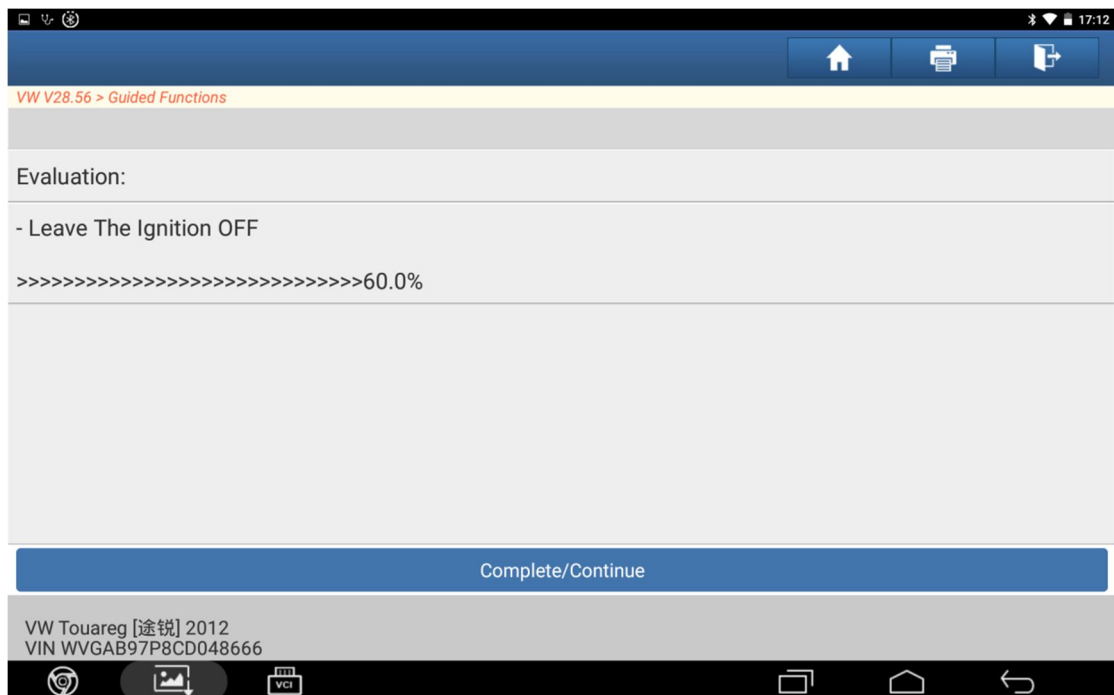 17:12
VW V28.56 > Guided Functions
Evaluation:
- Leave The Ignition OFF
>>>>>>>>>>>>>>>>>>>>>>>>>>>>>>60.0%
Complete/Continue
VW Touareg [途锐] 2012
VIN WVGAB97P8CD048666
VCI